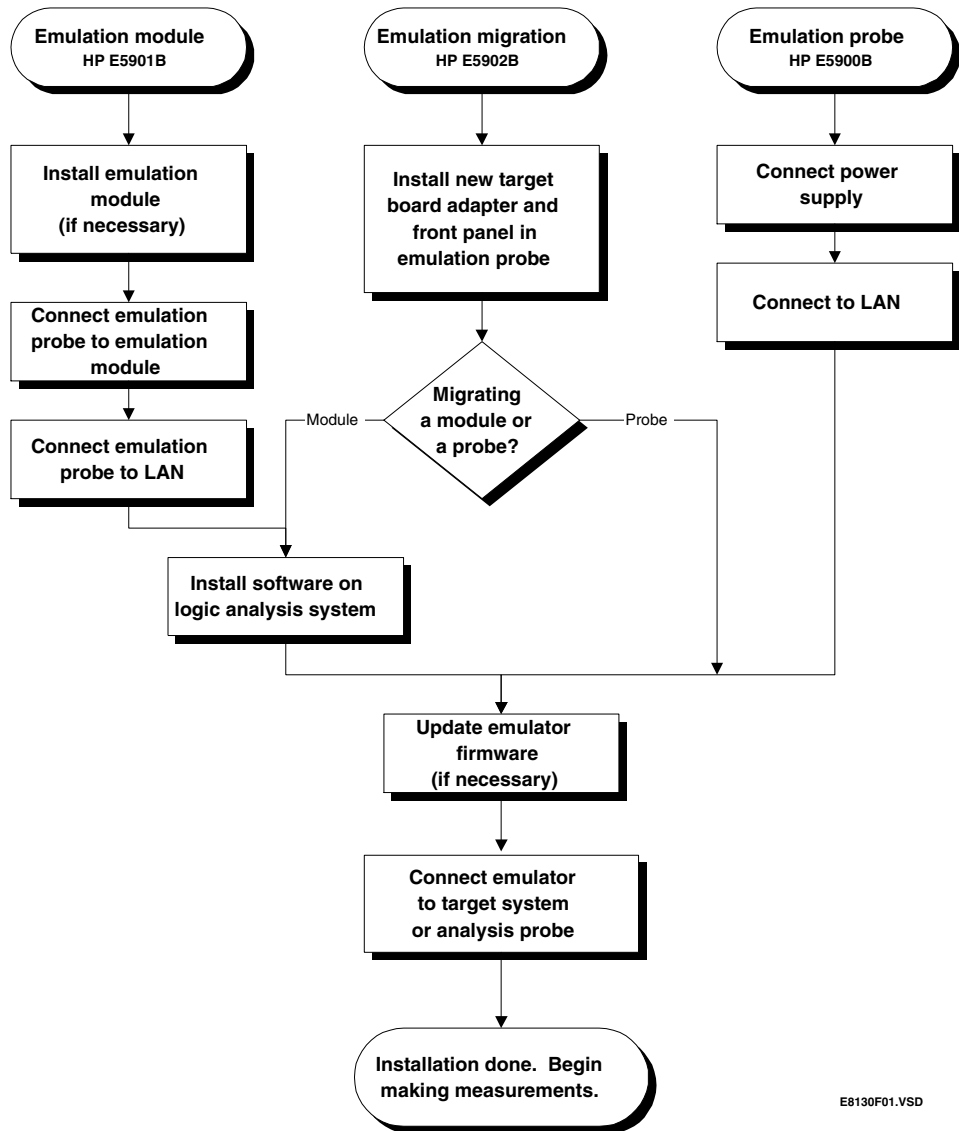 Emulation module
HP E5901B
Emulation migration
HP E5902B
Emulation probe
HP E5900B
Install emulation
module
(if necessary)
Install new target
board adapter and
front panel in
emulation probe
Connect power
supply
Connect emulation
probe to emulation
module
Connect to LAN
Connect emulation
probe to LAN
Module
Migrating
a module or
a probe?
Probe
Install software on
logic analysis system
Update emulator
firmware
(if necessary)
Connect emulator
to target system
or analysis probe
Installation done. Begin
making measurements.
E8130F01.VSD